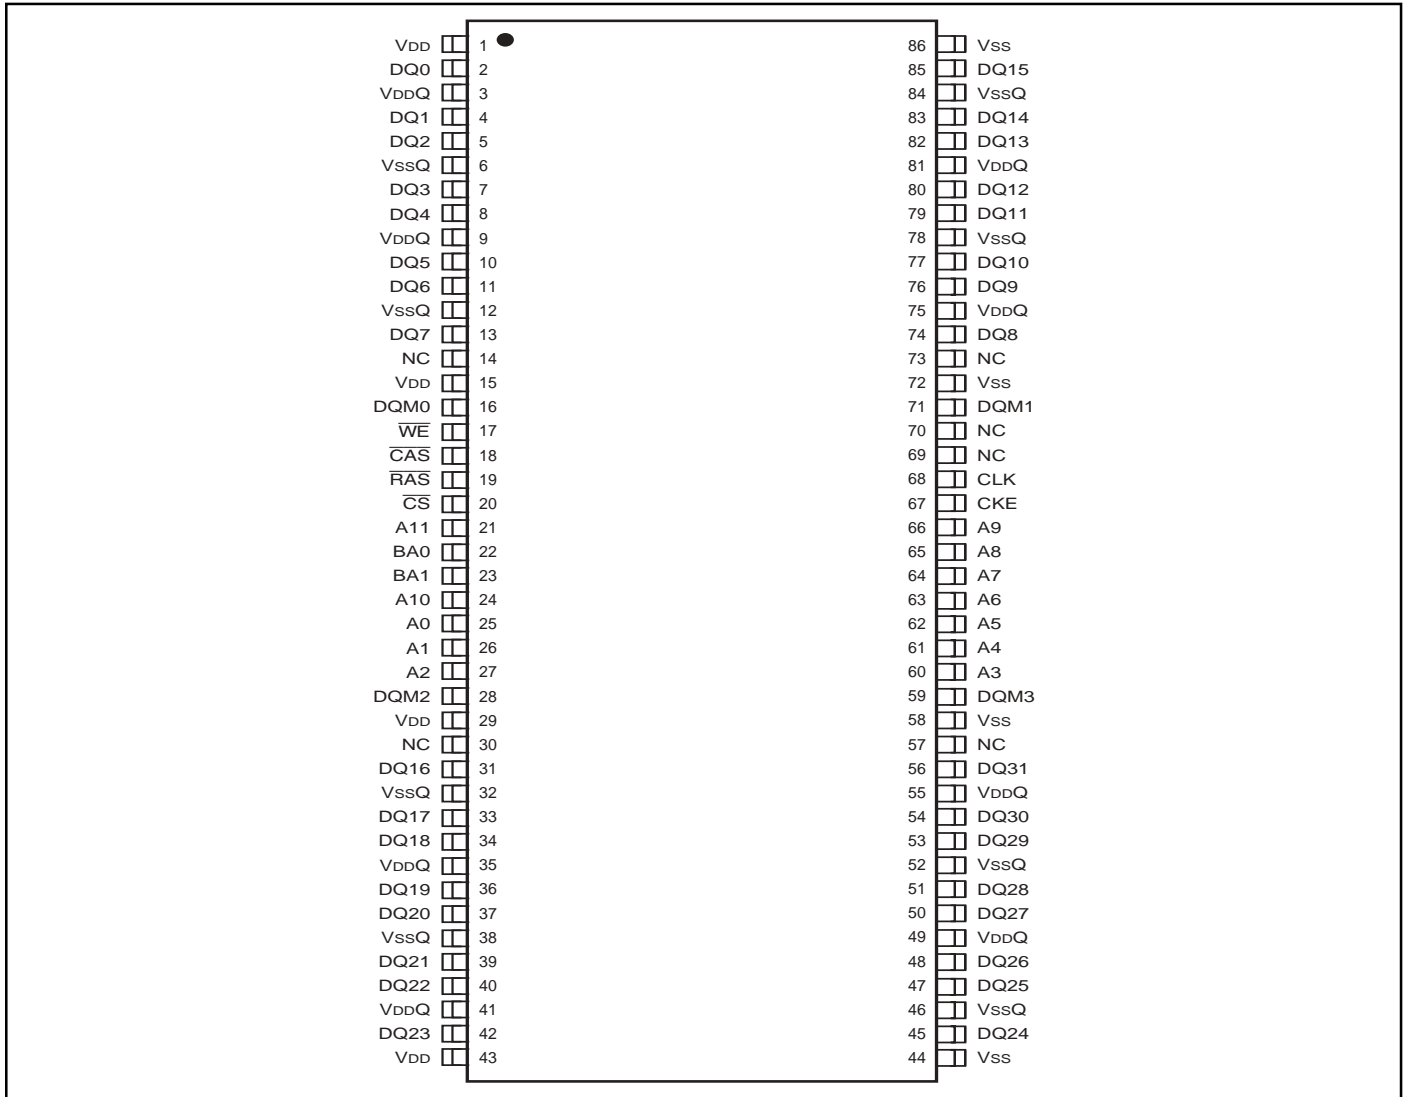 VDD 1 86 Vss
DQ0 2 85 DQ15
VDDQ 3 84 VssQ
DQ1 4 83 DQ14
DQ2 5 82 DQ13
VssQ 6 81 VDDQ
DQ3 7 80 DQ12
DQ4 8 79 DQ11
VDDQ 9 78 VssQ
DQ5 10 77 DQ10
DQ6 11 76 DQ9
VssQ 12 75 VDDQ
DQ7 13 74 DQ8
NC 14 73 NC
VDD 15 72 Vss
DQM0 16 71 DQM1
W̅E̅ 17 70 NC
C̅A̅S̅ 18 69 NC
R̅A̅S̅ 19 68 CLK
C̅S̅ 20 67 CKE
A11 21 66 A9
BA0 22 65 A8
BA1 23 64 A7
A10 24 63 A6
A0 25 62 A5
A1 26 61 A4
A2 27 60 A3
DQM2 28 59 DQM3
VDD 29 58 Vss
NC 30 57 NC
DQ16 31 56 DQ31
VssQ 32 55 VDDQ
DQ17 33 54 DQ30
DQ18 34 53 DQ29
VDDQ 35 52 VssQ
DQ19 36 51 DQ28
DQ20 37 50 DQ27
VssQ 38 49 VDDQ
DQ21 39 48 DQ26
DQ22 40 47 DQ25
VDDQ 41 46 VssQ
DQ23 42 45 DQ24
VDD 43 44 Vss